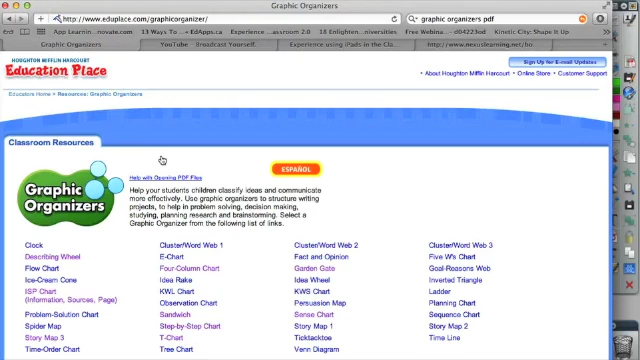 Graphic Organizers
http://www.eduplace.com/graphicorganizer/
graphic organizers pdf
App Learnin...novate.com
13 Ways To ...EdApps.ca
Experience ...lassroom 2.0
18 Enlighten...niversities
Free Webinar
d04223od
Kinetic City: Shape It Up
Graphic Organizers
YouTube - Broadcast Yourself.
Experience using iPads in the Clas
http://www.nexuslearning.net/bo
HOUGHTON MIFFLIN HARCOURT
Education Place
Sign Up for E-mail Updates
About Houghton Mifflin Harcourt
Online Store
Customer Support
Educators Home > Resources: Graphic Organizers
Classroom Resources
Graphic
Organizers
Help with Opening PDF Files
ESPAÑOL
Help your students children classify ideas and communicate
more effectively. Use graphic organizers to structure writing
projects, to help in problem solving, decision making,
studying, planning research and brainstorming. Select a
Graphic Organizer from the following list of links.
Clock Cluster/Word Web 1 Cluster/Word Web 2 Cluster/Word Web 3
Describing Wheel E-Chart Fact and Opinion Five W's Chart
Flow Chart Four-Column Chart Garden Gate Goal-Reasons Web
Ice-Cream Cone Idea Rake Idea Wheel Inverted Triangle
ISP Chart KWL Chart KWS Chart Ladder
(Information, Sources, Page) Observation Chart Persuasion Map Planning Chart
Problem-Solution Chart Sandwich Sense Chart Sequence Chart
Spider Map Step-by-Step Chart Story Map 1 Story Map 2
Story Map 3 T-Chart Ticktacktoe Time Line
Time-Order Chart Tree Chart Venn Diagram